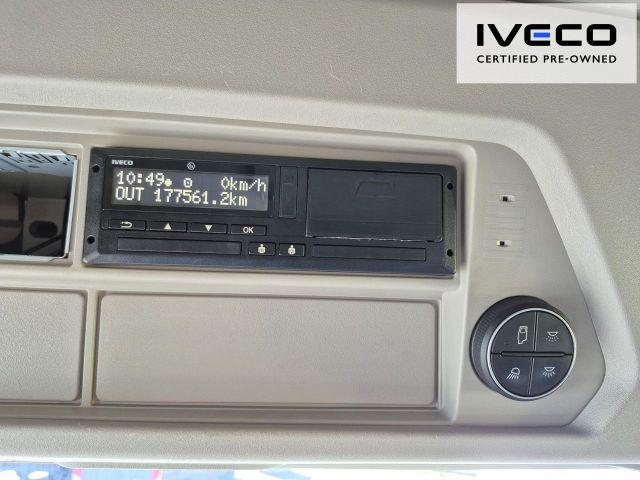 IVECO
CERTIFIED PRE-OWNED
IVECO
10:49 0km/h
OUT 177561.2km
OK